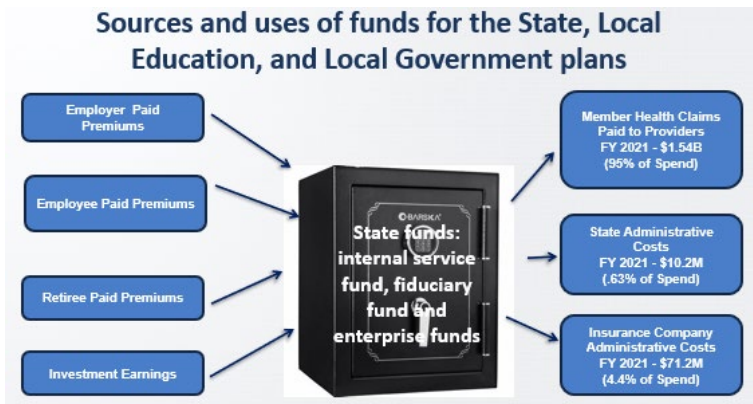 Sources and uses of funds for the State, Local
Education, and Local Government plans
Employer Paid
Premiums
Employee Paid Premiums
Retiree Paid Premiums
Investment Earnings
BARSKA
State funds:
internal service
fund, fiduciary
fund and
enterprise funds
Member Health Claims
Paid to Providers
FY 2021 - $1.54B
(95% of Spend)
State Administrative
Costs
FY 2021 - $10.2M
(.63% of Spend)
Insurance Company
Administrative Costs
FY 2021 - $71.2M
(4.4% of Spend)